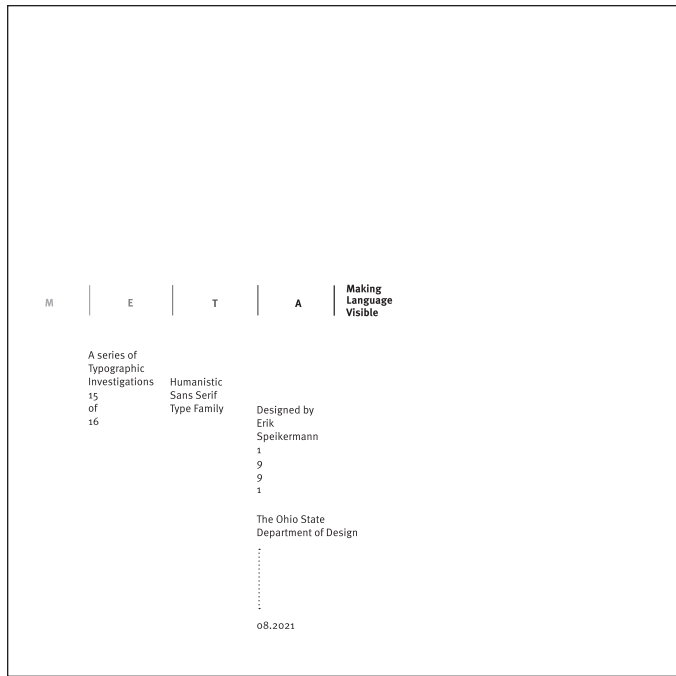 M E T A
Making
Language
Visible
A series of
Typographic
Investigations
15
of
16
Humanistic
Sans Serif
Type Family
Designed by
Erik
Speikermann
1
9
9
1
The Ohio State
Department of Design
08.2021